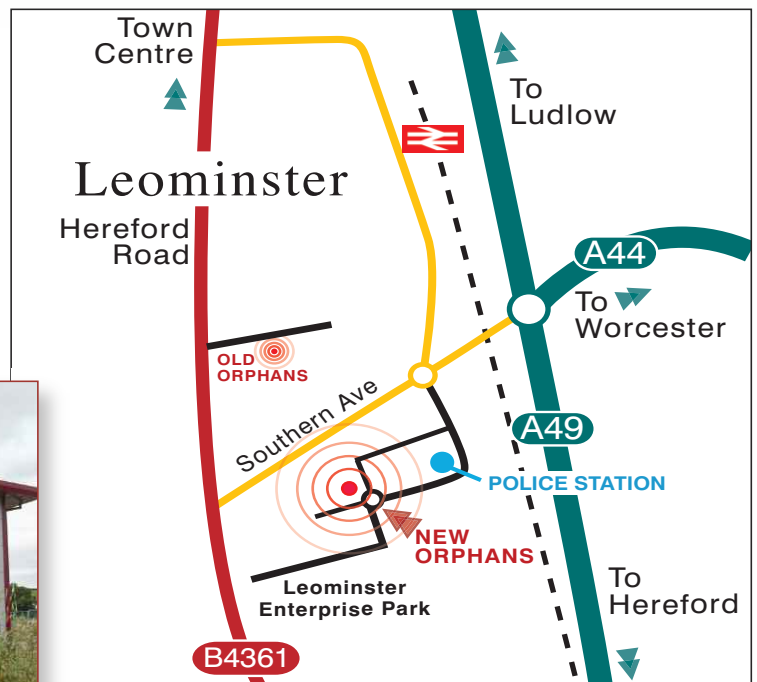 Town
Centre
To
Ludlow
Leominster
Hereford
Road
A44
To
Worcester
OLD
ORPHANS
Southern Ave
A49
POLICE STATION
NEW
ORPHANS
Leominster
Enterprise Park
To
Hereford
B4361